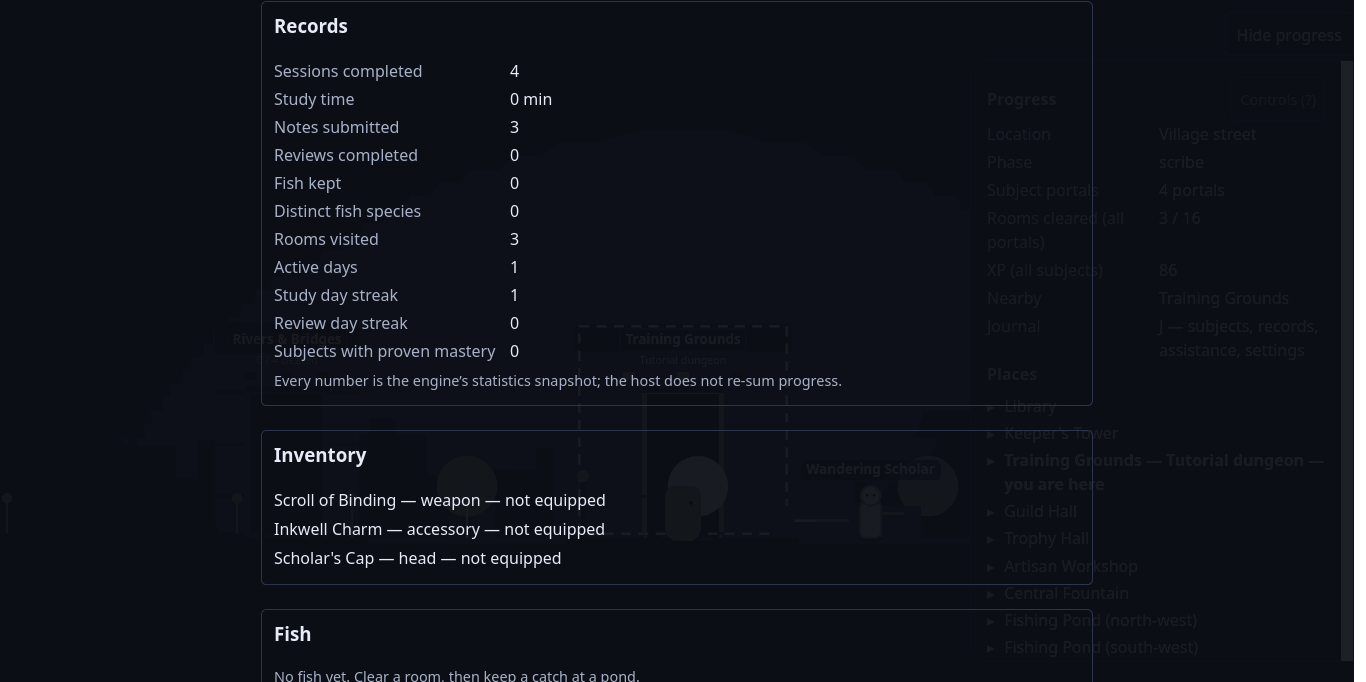 Records
Sessions completed 4
Study time 0 min
Notes submitted 3
Reviews completed 0
Fish kept 0
Distinct fish species 0
Rooms visited 3
Active days 1
Study day streak 1
Review day streak 0
Subjects with proven mastery 0
Every number is the engine’s statistics snapshot; the host does not re-sum progress.
Inventory
Scroll of Binding — weapon — not equipped
Inkwell Charm — accessory — not equipped
Scholar's Cap — head — not equipped
Fish
No fish yet. Clear a room, then keep a catch at a pond.
Rivers & Bridges
Training Grounds
Tutorial dungeon
Wandering Scholar
Hide progress
Progress
Controls (?)
Location Village street
Phase scribe
Subject portals 4 portals
Rooms cleared (all 3 / 16
portals)
XP (all subjects) 86
Nearby Training Grounds
Journal J — subjects, records,
assistance, settings
Places
▸ Library
▸ Keeper's Tower
▸ Training Grounds — Tutorial dungeon —
you are here
▸ Guild Hall
▸ Trophy Hall
▸ Artisan Workshop
▸ Central Fountain
▸ Fishing Pond (north-west)
▸ Fishing Pond (south-west)